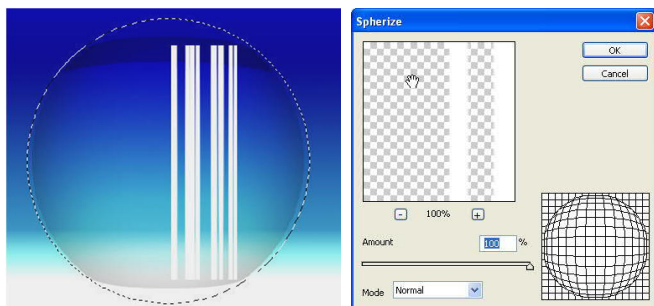 Spherize
OK
Cancel
- 100% +
Amount 100 %
Mode Normal